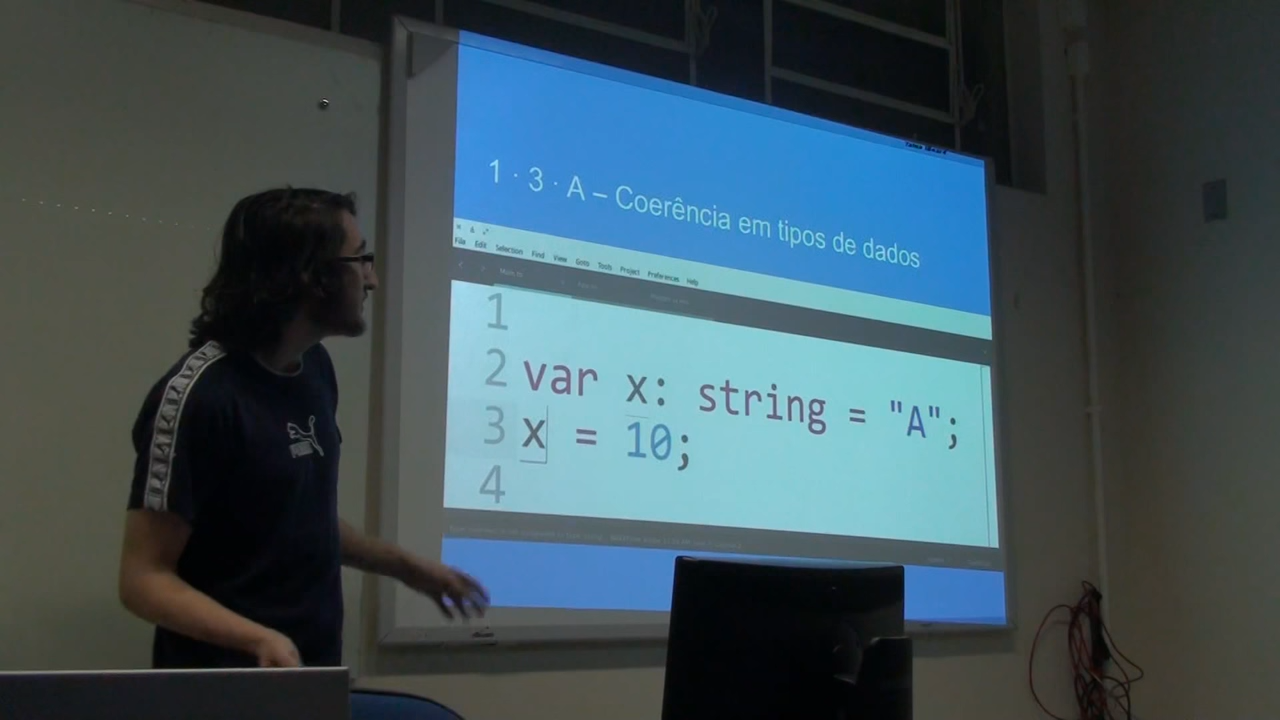 1 · 3 · A – Coerência em tipos de dados
File Edit Selection Find View Goto Tools Project Preferences Help
1
2 var x: string = "A";
3 x = 10;
4
PUMA